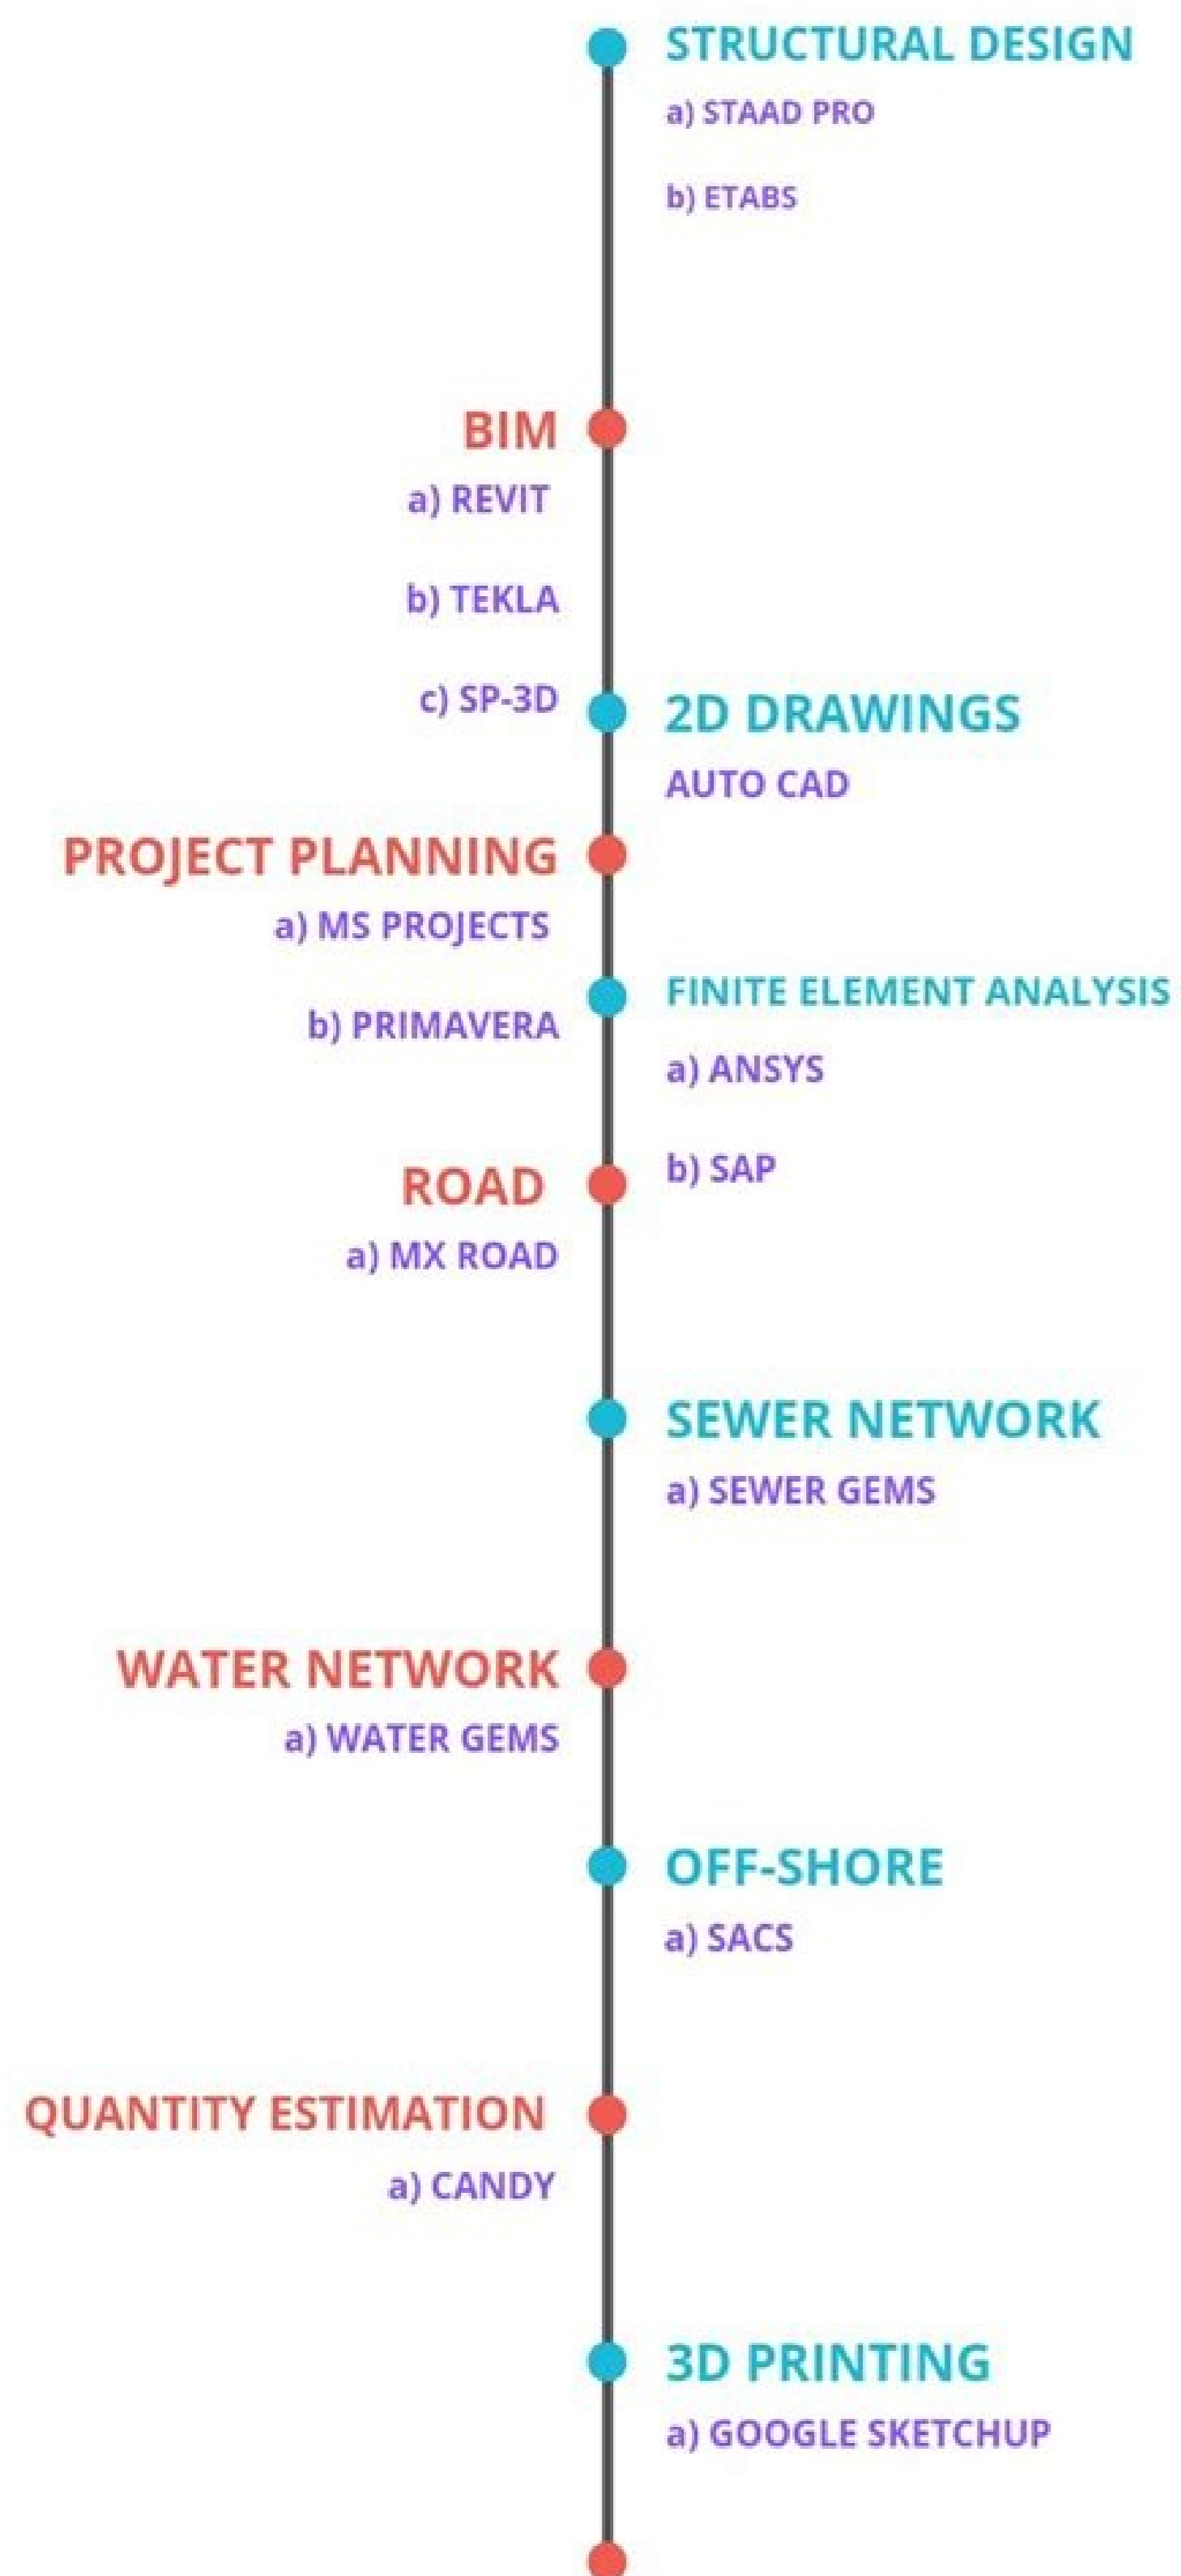 STRUCTURAL DESIGN
a) STAAD PRO
b) ETABS
BIM
a) REVIT
b) TEKLA
c) SP-3D
2D DRAWINGS
AUTO CAD
PROJECT PLANNING
a) MS PROJECTS
b) PRIMAVERA
FINITE ELEMENT ANALYSIS
a) ANSYS
b) SAP
ROAD
a) MX ROAD
SEWER NETWORK
a) SEWER GEMS
WATER NETWORK
a) WATER GEMS
OFF-SHORE
a) SACS
QUANTITY ESTIMATION
a) CANDY
3D PRINTING
a) GOOGLE SKETCHUP